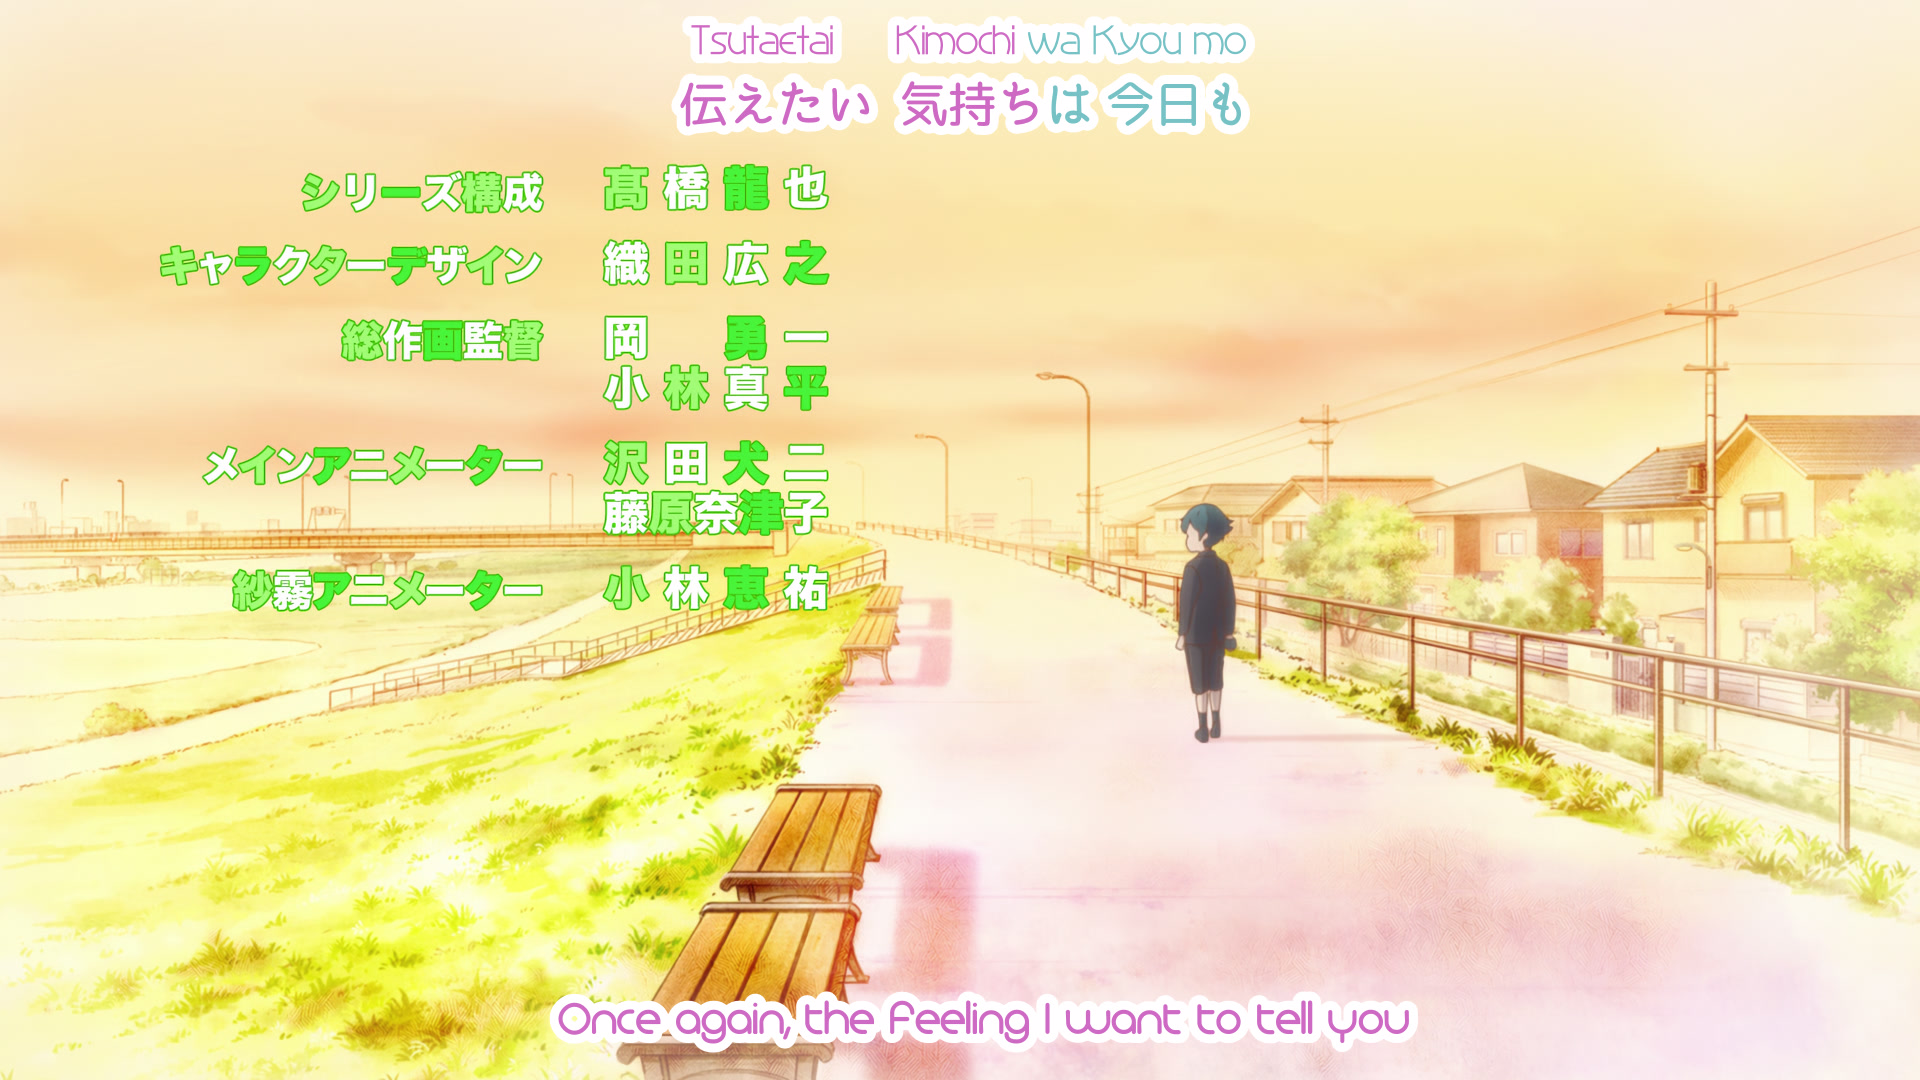 Tsutaetai Kimochi wa Kyou mo
伝えたい 気持ちは 今日も
シリーズ構成 髙橋龍也
キャラクターデザイン 織田広之
総作画監督 岡 勇一
小林真平
メインアニメーター 沢田犬二
藤原奈津子
紗霧アニメーター 小林恵祐
Once again, the feeling I want to tell you